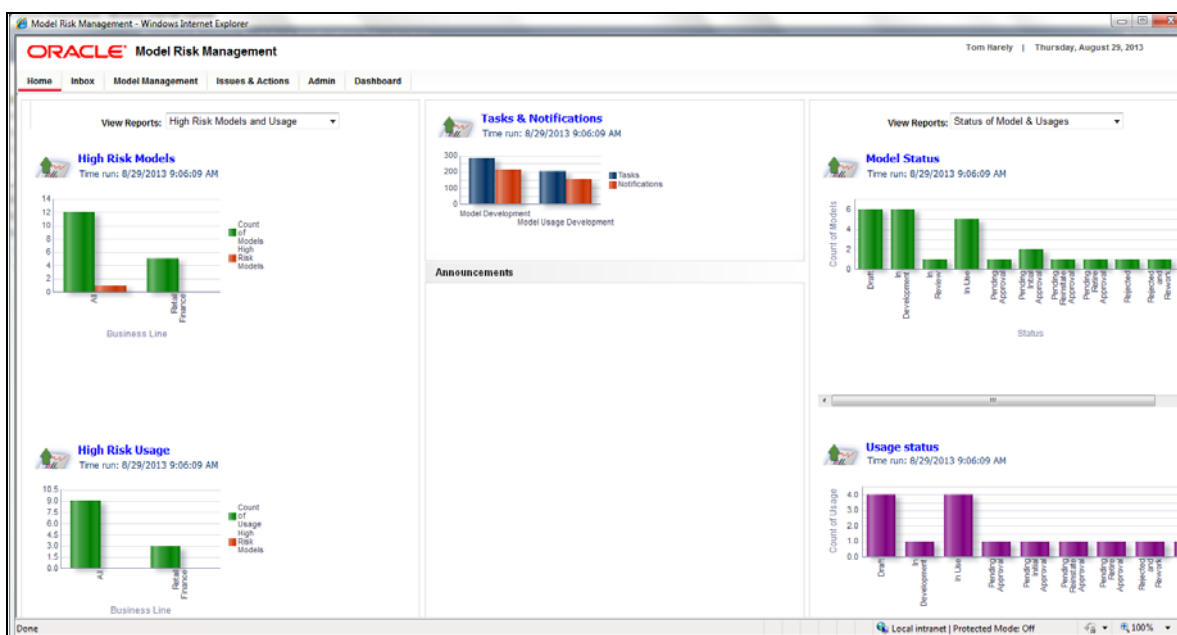 Model Risk Management - Windows Internet Explorer
ORACLE Model Risk Management
Tom Harely | Thursday, August 29, 2013
Home Inbox Model Management Issues & Actions Admin Dashboard
View Reports: High Risk Models and Usage
High Risk Models
Time run: 8/29/2013 9:06:09 AM
14
12
10
8
6
4
2
0
All
Retail
Finance
Business Line
Count
of
Models
High
Risk
Models
High Risk Usage
Time run: 8/29/2013 9:06:09 AM
10.5
9.0
7.5
6.0
4.5
3.0
1.5
0.0
All
Retail
Finance
Business Line
Count
of
Usage
High
Risk
Models
Tasks & Notifications
Time run: 8/29/2013 9:06:09 AM
300
200
100
0
Model Development
Model Usage Development
Tasks
Notifications
Announcements
View Reports: Status of Model & Usages
Model Status
Time run: 8/29/2013 9:06:09 AM
Count of Models
6
4
2
0
Draft
In
Development
In
Review
In Use
Pending
Approval
Pending
Initial
Approval
Pending
Reinstate
Approval
Pending
Retire
Approval
Rejected
Rejected
and
Rework
Status
Usage status
Time run: 8/29/2013 9:06:09 AM
Count of Usage
4.0
3.0
2.0
1.0
0.0
Draft
In
Development
In Use
Pending
Approval
Pending
Initial
Approval
Pending
Reinstate
Approval
Pending
Retire
Approval
Rejected
and
Rework
Done
Local intranet | Protected Mode: Off
100%